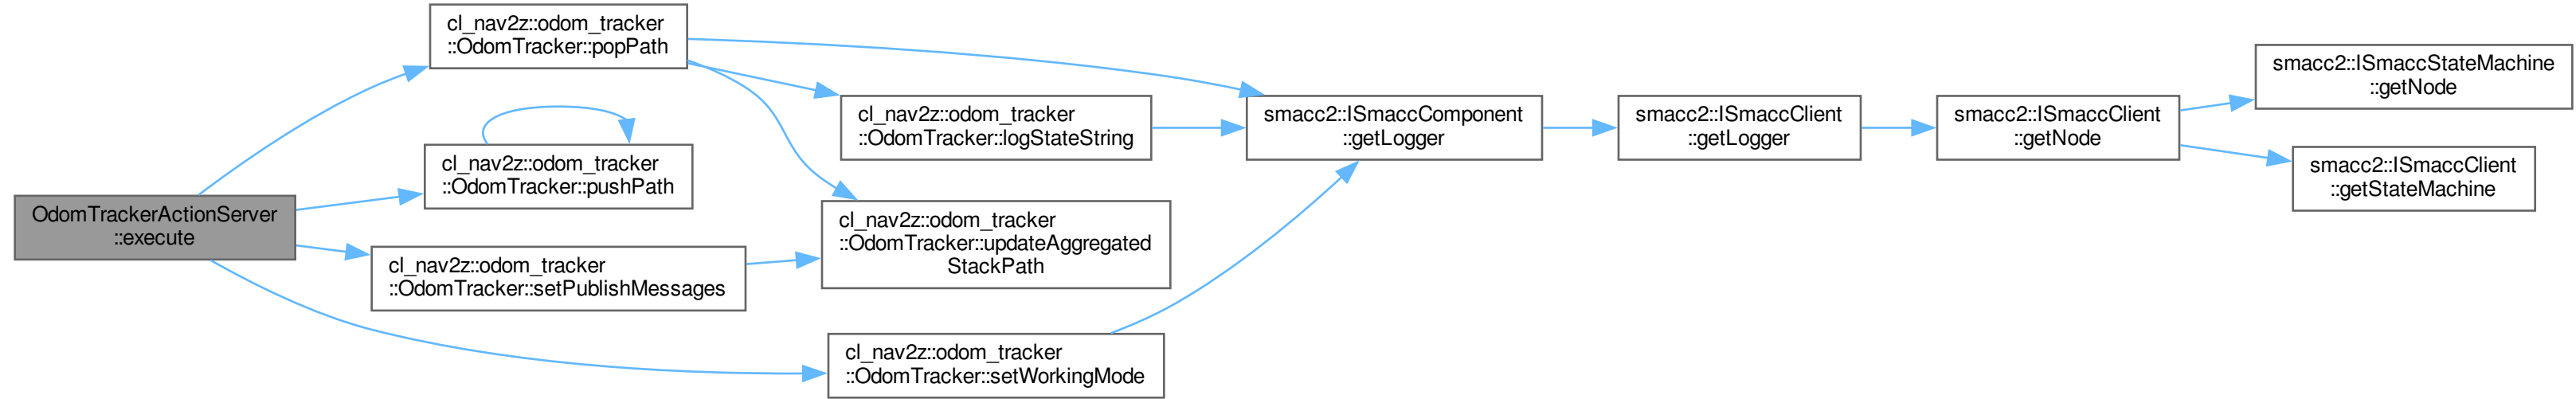 OdomTrackerActionServer
::execute
cl_nav2z::odom_tracker
::OdomTracker::popPath
cl_nav2z::odom_tracker
::OdomTracker::pushPath
cl_nav2z::odom_tracker
::OdomTracker::setPublishMessages
cl_nav2z::odom_tracker
::OdomTracker::logStateString
cl_nav2z::odom_tracker
::OdomTracker::updateAggregated
StackPath
cl_nav2z::odom_tracker
::OdomTracker::setWorkingMode
smacc2::ISmaccComponent
::getLogger
smacc2::ISmaccClient
::getLogger
smacc2::ISmaccClient
::getNode
smacc2::ISmaccStateMachine
::getNode
smacc2::ISmaccClient
::getStateMachine